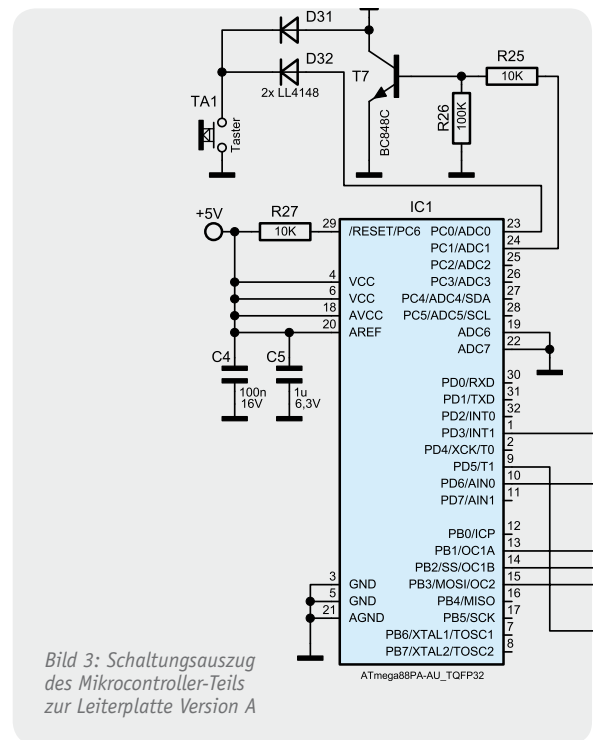 D31
D32
2x LL4148
T7
BC848C
R25
10K
R26
100K
TA1
Taster
+5V
R27
10K
IC1
29 /RESET/PC6 PC0/ADC0 23
PC1/ADC1 24
PC2/ADC2 25
4 VCC PC3/ADC3 26
6 VCC PC4/ADC4/SDA 27
18 AVCC PC5/ADC5/SCL 28
20 AREF ADC6 19
ADC7 22
C4
100n
16V
C5
1u
6,3V
PD0/RXD 30
PD1/TXD 31
PD2/INT0 32
PD3/INT1 1
PD4/XCK/T0 2
PD5/T1 9
PD6/AIN0 10
PD7/AIN1 11
PB0/ICP 12
PB1/OC1A 13
PB2/SS/OC1B 14
3 GND PB3/MOSI/OC2 15
5 GND PB4/MISO 16
21 AGND PB5/SCK 17
PB6/XTAL1/TOSC1 7
PB7/XTAL2/TOSC2 8
ATmega88PA-AU_TQFP32
Bild 3: Schaltungsauszug
des Mikrocontroller-Teils
zur Leiterplatte Version A